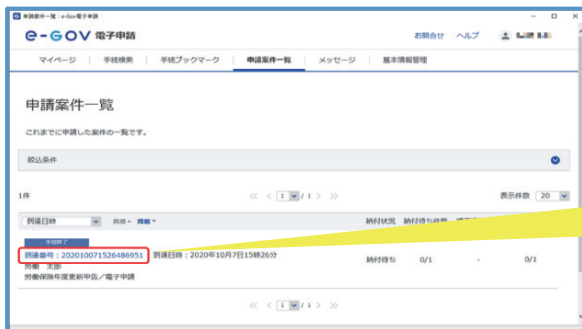 申請案件一覧 : e-Gov電子申請
e-GOV 電子申請
お問合せ ヘルプ
マイページ 手続検索 手続ブックマーク 申請案件一覧 メッセージ 基本情報管理
申請案件一覧
これまでに申請した案件の一覧です。
絞込条件
1件 1 / 1 表示件数 20
到達日時 昇順 降順 納付状況 納付待ち件数
手続終了
到達番号：202010071526486951 到達日時：2020年10月7日15時26分
労働 太郎 納付待ち 0/1 - 0/1
労働保険年度更新申告／電子申請
1 / 1